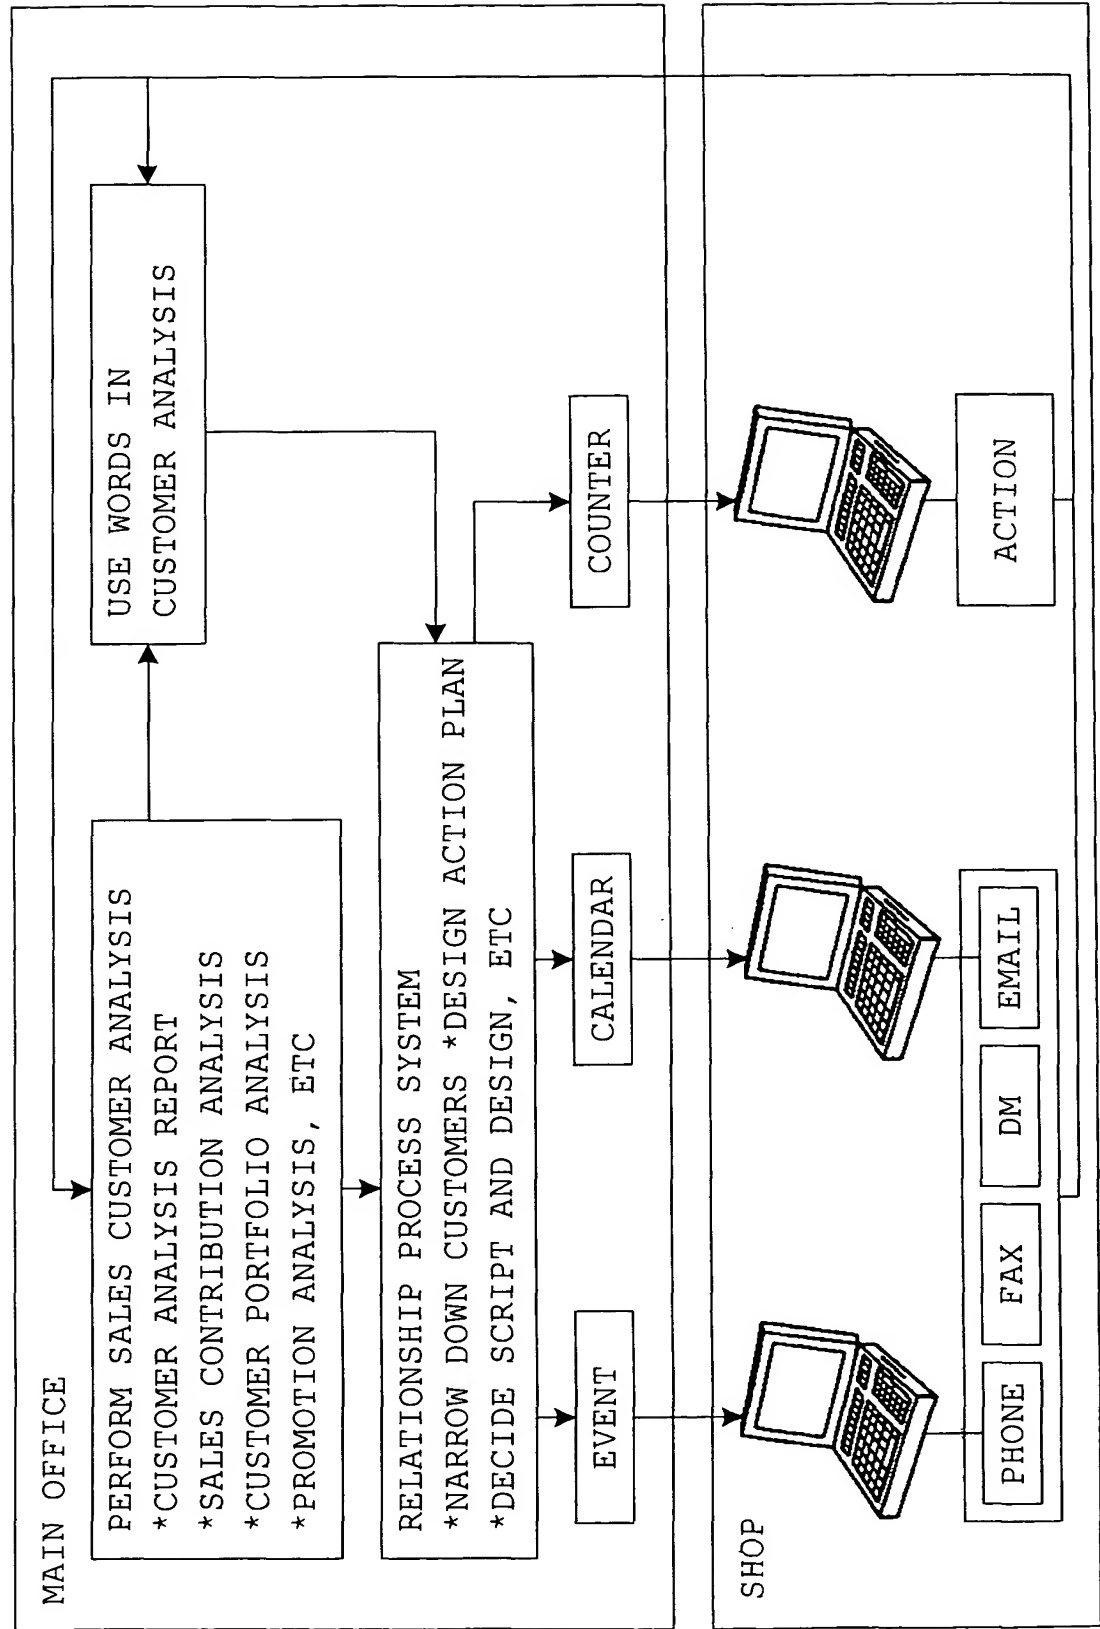 MAIN OFFICE
PERFORM SALES CUSTOMER ANALYSIS
*CUSTOMER ANALYSIS REPORT
*SALES CONTRIBUTION ANALYSIS
*CUSTOMER PORTFOLIO ANALYSIS
*PROMOTION ANALYSIS, ETC
USE WORDS IN
CUSTOMER ANALYSIS
RELATIONSHIP PROCESS SYSTEM
*NARROW DOWN CUSTOMERS *DESIGN ACTION PLAN
*DECIDE SCRIPT AND DESIGN, ETC
EVENT
CALENDAR
COUNTER
SHOP
PHONE
FAX
DM
EMAIL
ACTION